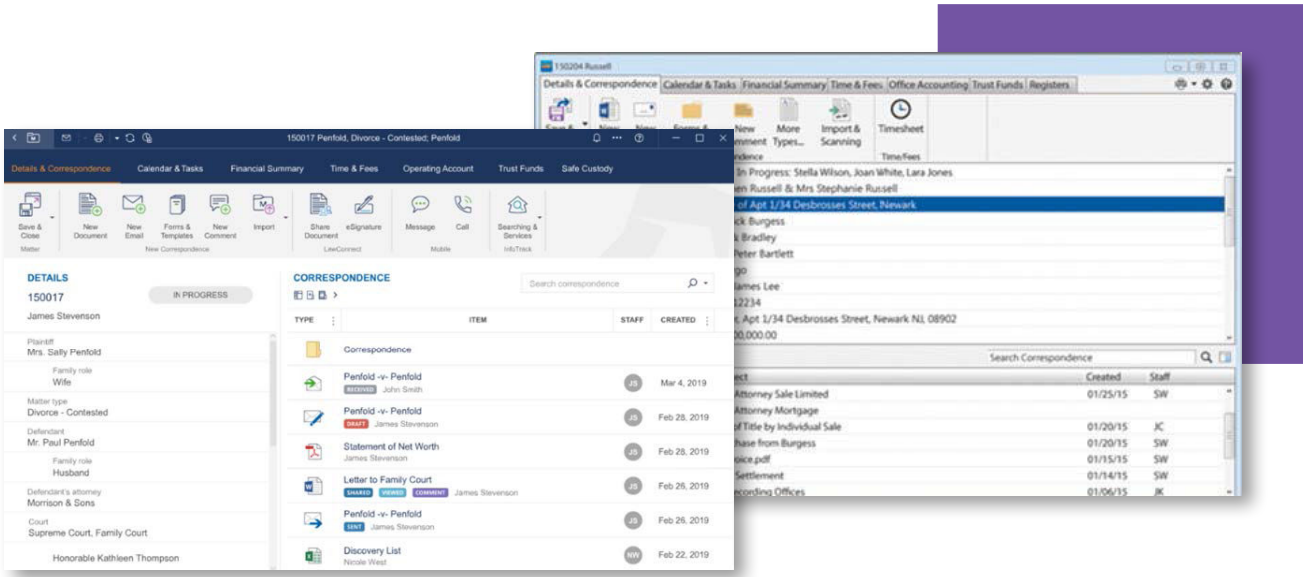 150204 Russell
Details & Correspondence Calendar & Tasks Financial Summary Time & Fees Office Accounting Trust Funds Registers
Save &
New
More
Types...
Import &
Scanning
Timesheet
Time/Fees
In Progress: Stella Wilson, Joan White, Lara Jones
Russell & Mrs Stephanie Russell
of Apt 1/34 Desbrosses Street, Newark
Burgess
Bradley
Peter Bartlett
James Lee
12234
Apt 1/34 Desbrosses Street, Newark NJ, 08902
00,000.00
Search Correspondence
Created Staff
Attorney Sale Limited 01/25/15 SW
Attorney Mortgage
of Title by Individual Sale 01/20/15 JC
hase from Burgess 01/20/15 SW
oice.pdf 01/15/15 SW
Settlement 01/14/15 SW
ecording Offices 01/06/15 JK
150017 Penfold, Divorce - Contested; Penfold
Details & Correspondence Calendar & Tasks Financial Summary Time & Fees Operating Account Trust Funds Safe Custody
Save &
Close
New
Document
New
Email
Forms &
Templates
New
Comment
Import
Share
Document
eSignature
Message
Call
Searching &
Services
Matter
New Correspondence
LawConnect
Mobile
InfoTrack
DETAILS
150017
IN PROGRESS
James Stevenson
Plaintiff
Mrs. Sally Penfold
Family role
Wife
Matter type
Divorce - Contested
Defendant
Mr. Paul Penfold
Family role
Husband
Defendant's attorney
Morrison & Sons
Court
Supreme Court, Family Court
Honorable Kathleen Thompson
CORRESPONDENCE
Search correspondence
TYPE ITEM STAFF CREATED
Correspondence
Penfold -v- Penfold
RECEIVED John Smith
JS Mar 4, 2019
Penfold -v- Penfold
DRAFT James Stevenson
JS Feb 28, 2019
Statement of Net Worth
James Stevenson
JS Feb 28, 2019
Letter to Family Court
SHARED VIEWED COMMENT James Stevenson
JS Feb 26, 2019
Penfold -v- Penfold
SENT James Stevenson
JS Feb 26, 2019
Discovery List
Nicole West
NW Feb 22, 2019